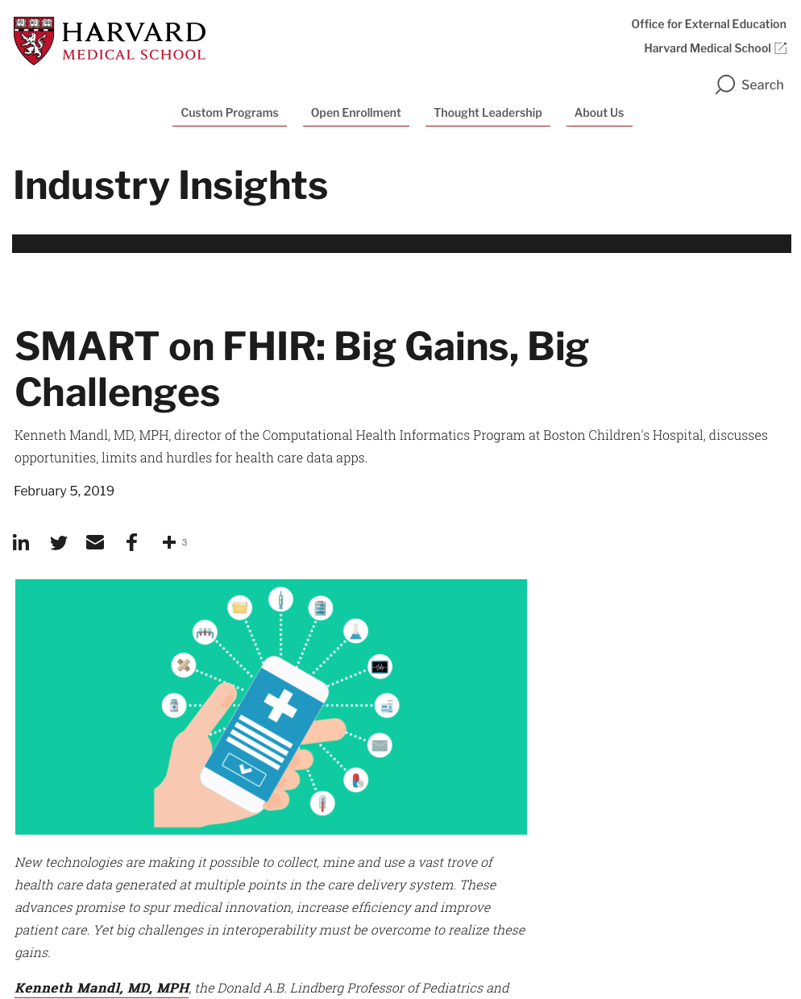 HARVARD
MEDICAL SCHOOL
Office for External Education
Harvard Medical School
Search
Custom Programs Open Enrollment Thought Leadership About Us
Industry Insights
SMART on FHIR: Big Gains, Big
Challenges
Kenneth Mandl, MD, MPH, director of the Computational Health Informatics Program at Boston Children's Hospital, discusses
opportunities, limits and hurdles for health care data apps.
February 5, 2019
3
New technologies are making it possible to collect, mine and use a vast trove of
health care data generated at multiple points in the care delivery system. These
advances promise to spur medical innovation, increase efficiency and improve
patient care. Yet big challenges in interoperability must be overcome to realize these
gains.
Kenneth Mandl, MD, MPH, the Donald A.B. Lindberg Professor of Pediatrics and